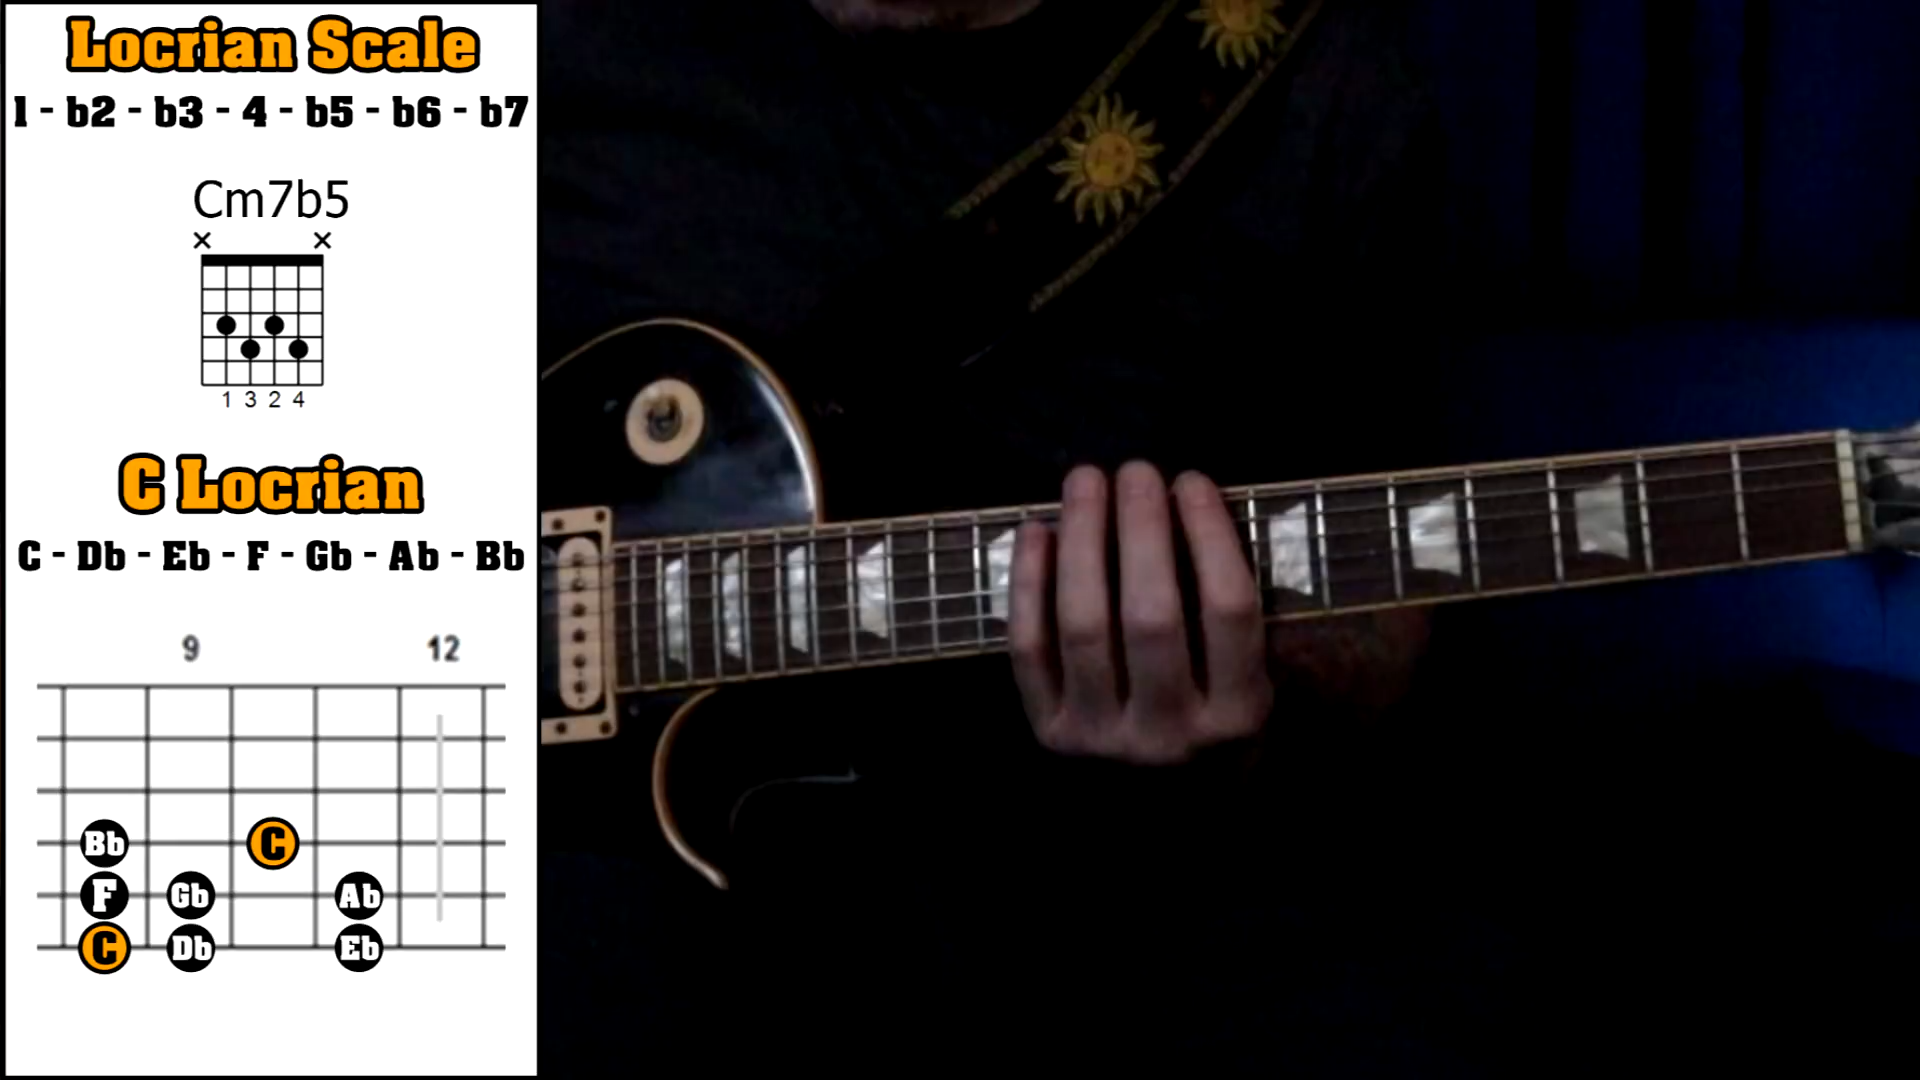 Locrian Scale
1 - b2 - b3 - 4 - b5 - b6 - b7
Cm7b5
× ×
1 3 2 4
C Locrian
C - Db - Eb - F - Gb - Ab - Bb
9 12
Bb C
F Gb Ab
C Db Eb